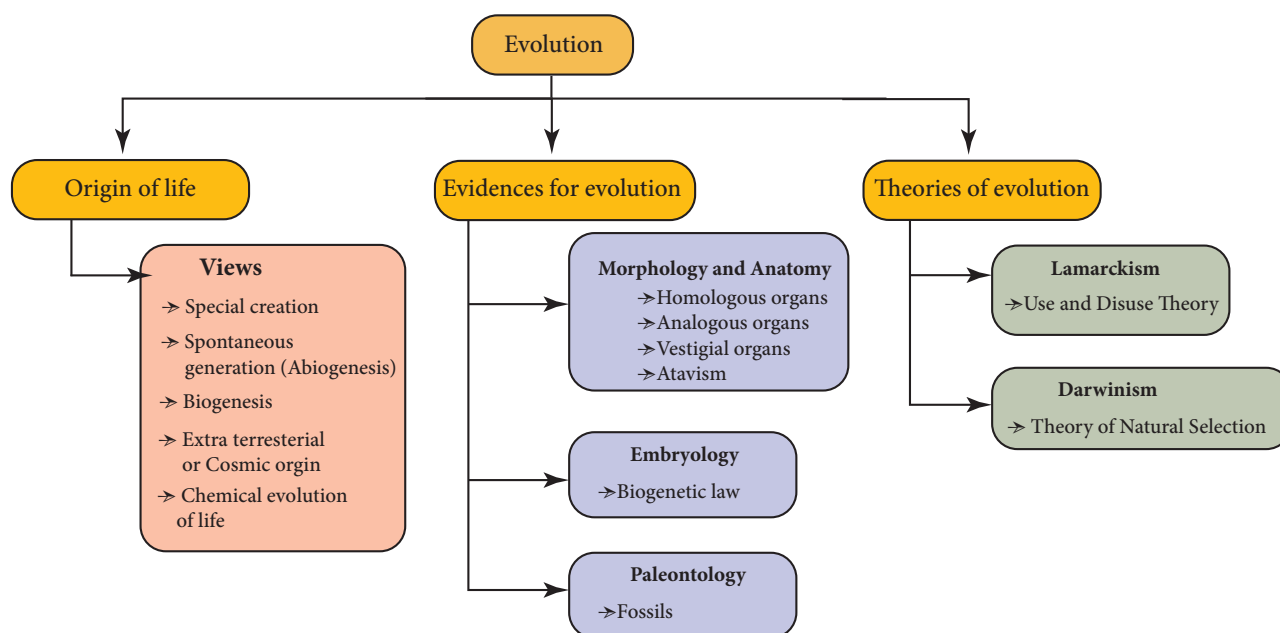 Evolution
Origin of life
Evidences for evolution
Theories of evolution
Views
→ Special creation
→ Spontaneous
generation (Abiogenesis)
→ Biogenesis
→ Extra terresterial
or Cosmic orgin
→ Chemical evolution
of life
Morphology and Anatomy
→ Homologous organs
→ Analogous organs
→ Vestigial organs
→ Atavism
Embryology
→ Biogenetic law
Paleontology
→ Fossils
Lamarckism
→ Use and Disuse Theory
Darwinism
→ Theory of Natural Selection